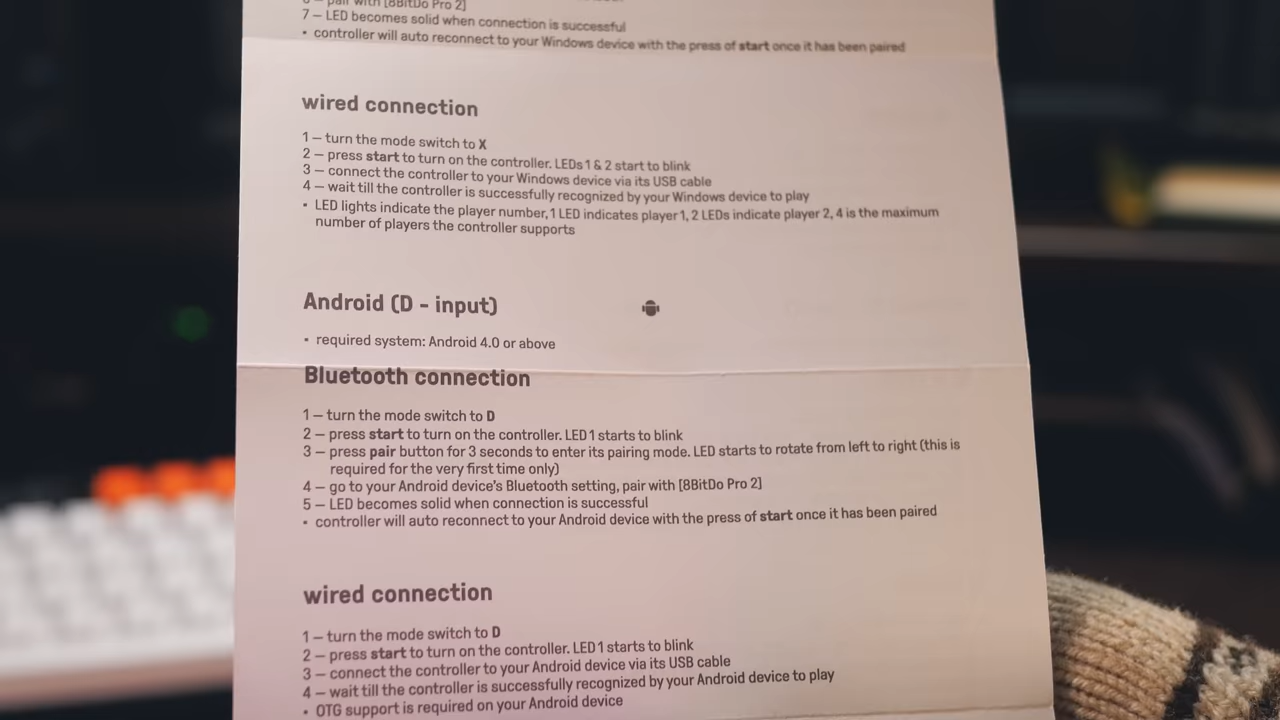 6 – pair with [8BitDo Pro 2]
7 – LED becomes solid when connection is successful
• controller will auto reconnect to your Windows device with the press of start once it has been paired
wired connection
1 – turn the mode switch to X
2 – press start to turn on the controller. LEDs 1 & 2 start to blink
3 – connect the controller to your Windows device via its USB cable
4 – wait till the controller is successfully recognized by your Windows device to play
• LED lights indicate the player number, 1 LED indicates player 1, 2 LEDs indicate player 2, 4 is the maximum
number of players the controller supports
Android (D - input)
• required system: Android 4.0 or above
Bluetooth connection
1 – turn the mode switch to D
2 – press start to turn on the controller. LED 1 starts to blink
3 – press pair button for 3 seconds to enter its pairing mode. LED starts to rotate from left to right (this is
required for the very first time only)
4 – go to your Android device's Bluetooth setting, pair with [8BitDo Pro 2]
5 – LED becomes solid when connection is successful
• controller will auto reconnect to your Android device with the press of start once it has been paired
wired connection
1 – turn the mode switch to D
2 – press start to turn on the controller. LED 1 starts to blink
3 – connect the controller to your Android device via its USB cable
4 – wait till the controller is successfully recognized by your Android device to play
• OTG support is required on your Android device